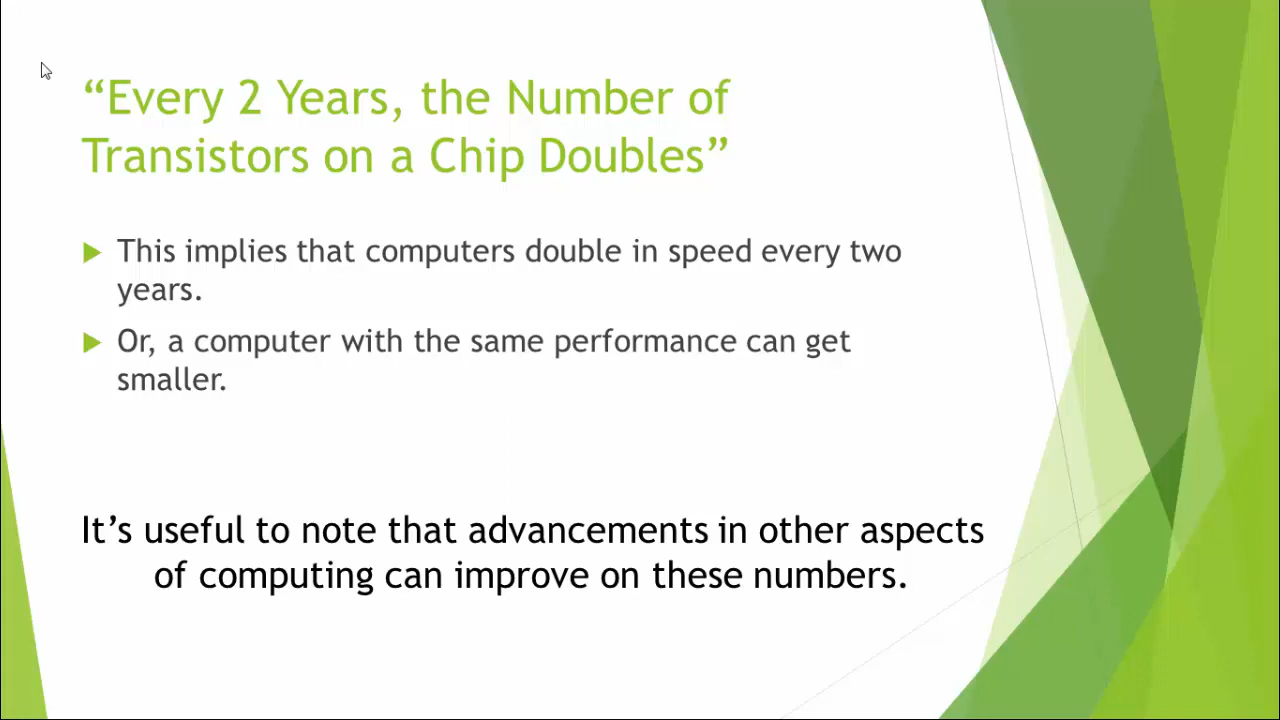 “Every 2 Years, the Number of
Transistors on a Chip Doubles”
This implies that computers double in speed every two
years.
Or, a computer with the same performance can get
smaller.
It’s useful to note that advancements in other aspects
of computing can improve on these numbers.